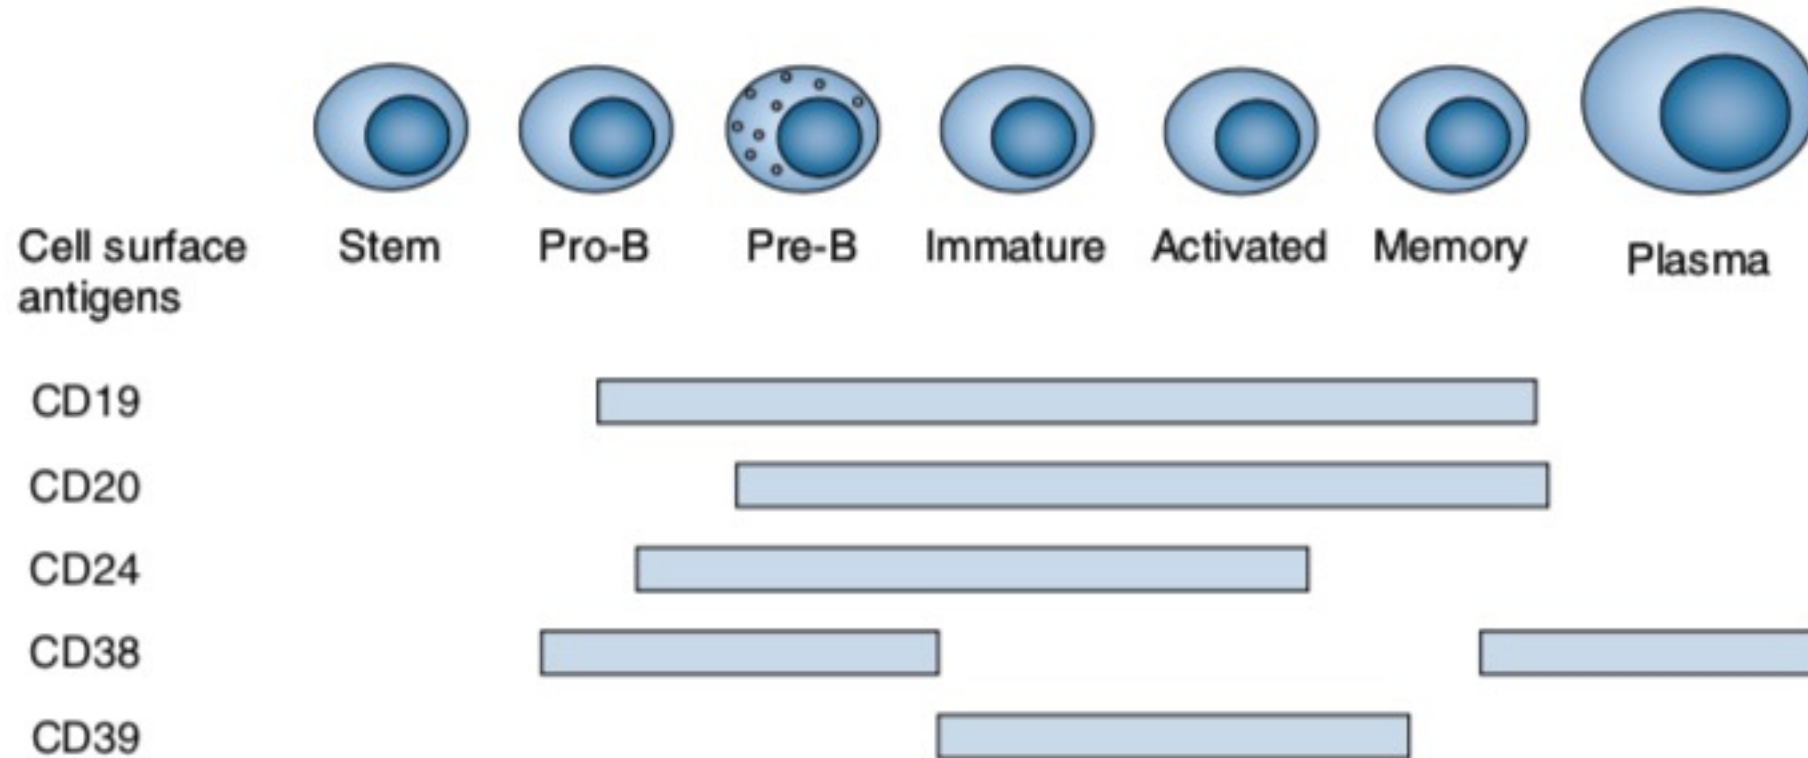 Cell surface
antigens
Stem
Pro-B
Pre-B
Immature
Activated
Memory
Plasma
CD19
CD20
CD24
CD38
CD39